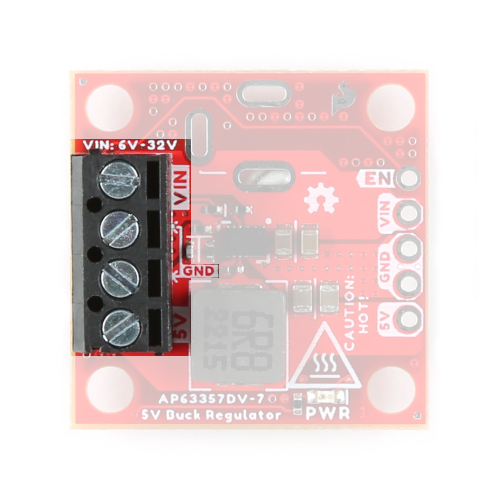 VIN: 6V-32V
VIN
EN
VIN
GND
GND
5V
5V
CAUTION:
HOT!
6R8
2215
AP63357DV-7
5V Buck Regulator
PWR